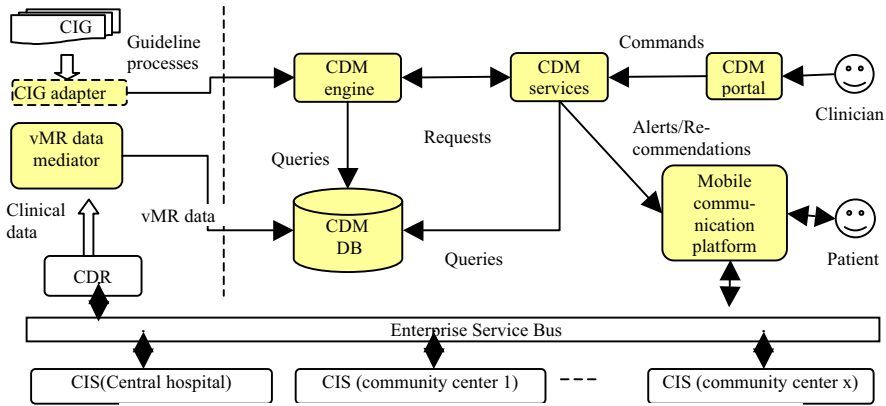 CIG
Guideline
processes
CIG adapter
CDM
engine
CDM
services
Commands
CDM
portal
Clinician
vMR data
mediator
Queries
Requests
Alerts/Re-
commendations
Clinical
data
vMR data
CDM
DB
Queries
Mobile
commu-
nication
platform
Patient
CDR
Enterprise Service Bus
CIS(Central hospital)
CIS (community center 1)
CIS (community center x)